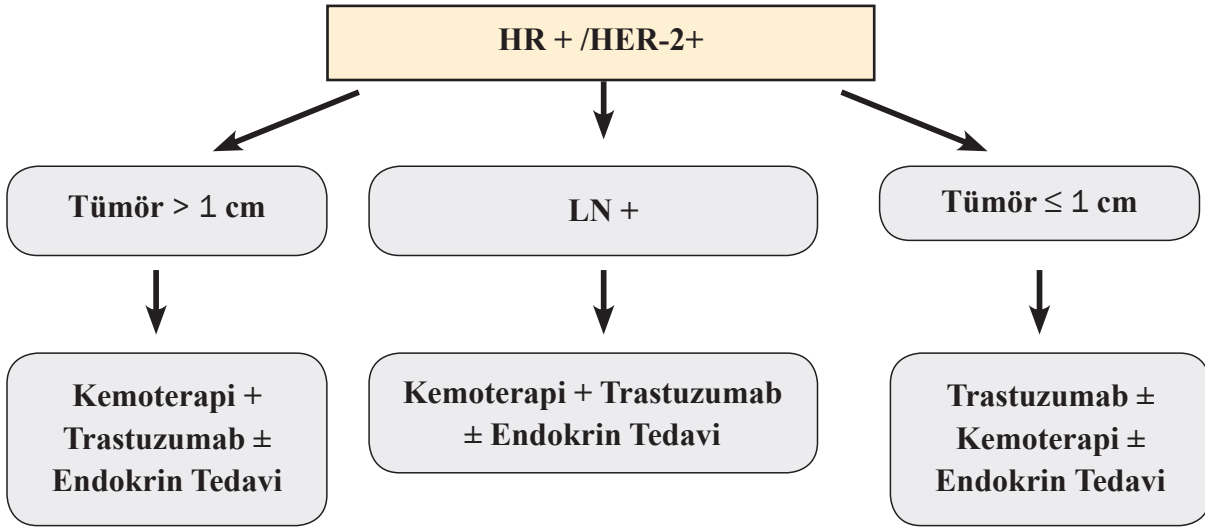 HR + /HER-2+
Tümör > 1 cm
LN +
Tümör ≤ 1 cm
Kemoterapi +
Trastuzumab ±
Endokrin Tedavi
Kemoterapi + Trastuzumab
± Endokrin Tedavi
Trastuzumab ±
Kemoterapi ±
Endokrin Tedavi